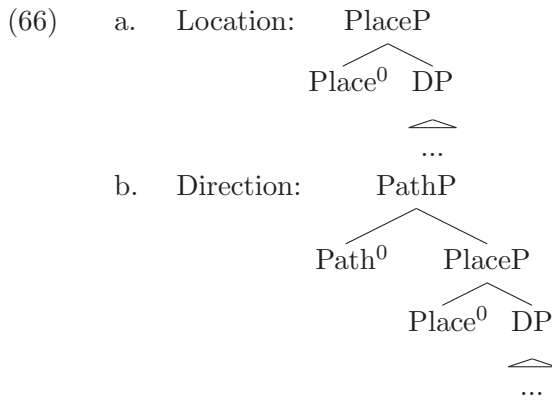 (66) a. Location: PlaceP
Place⁰ DP
...
b. Direction: PathP
Path⁰ PlaceP
Place⁰ DP
...